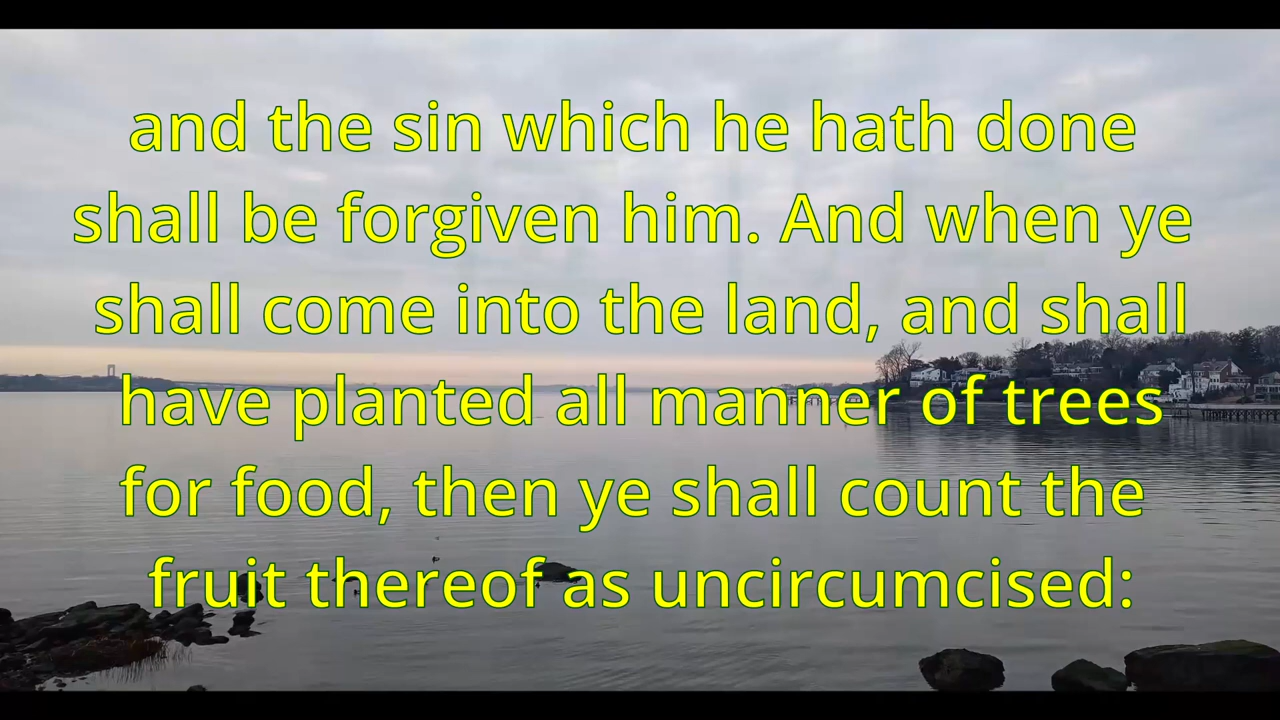 and the sin which he hath done
shall be forgiven him. And when ye
shall come into the land, and shall
have planted all manner of trees
for food, then ye shall count the
fruit thereof as uncircumcised: